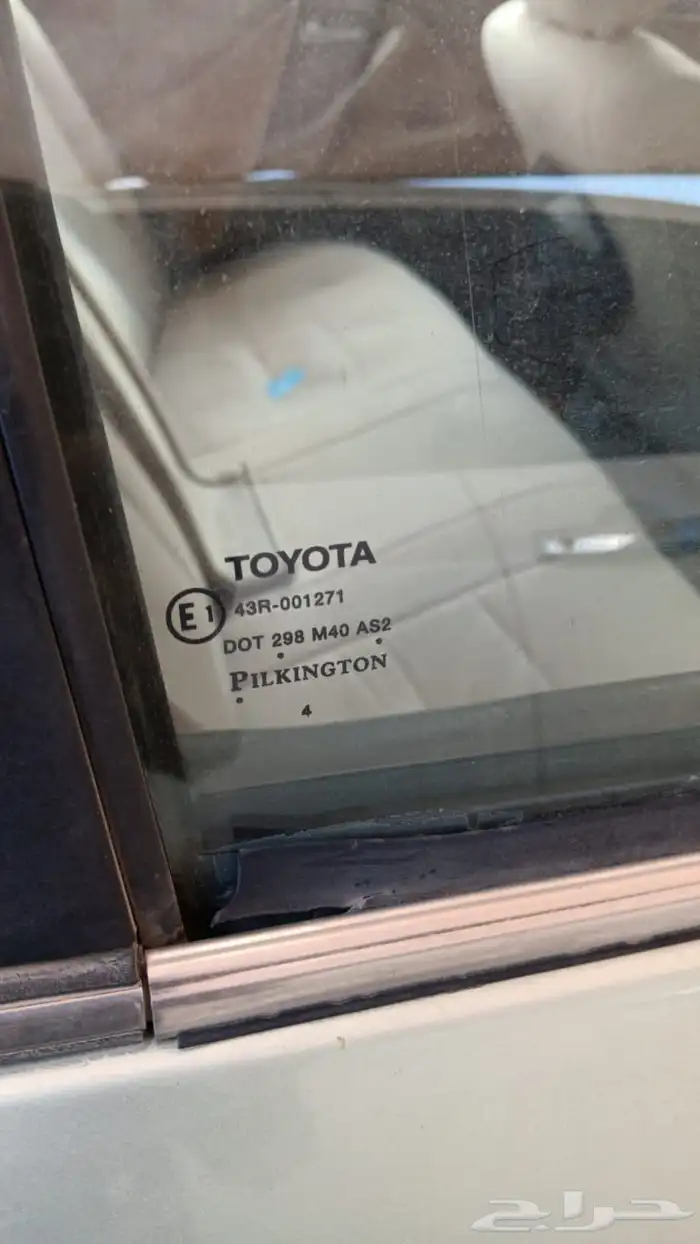 TOYOTA
E1
43R-001271
DOT 298 M40 AS2
PILKINGTON
4
حراج